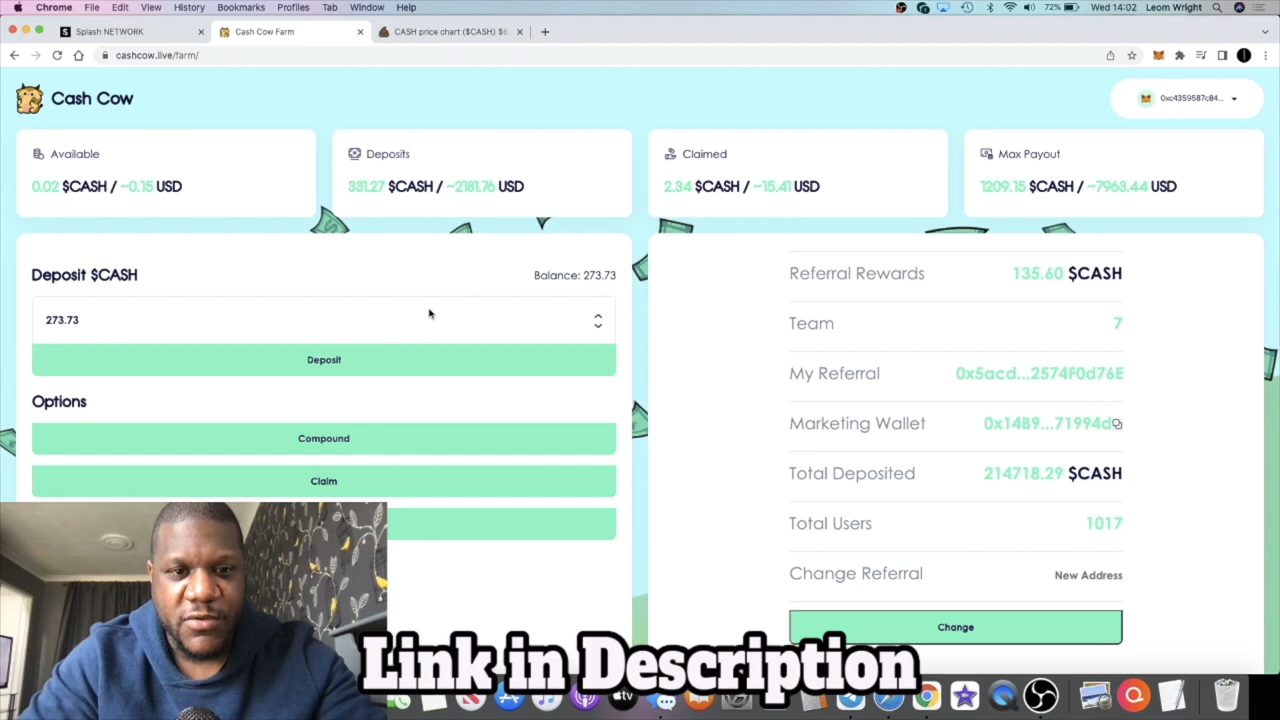 Chrome File Edit View History Bookmarks Profiles Tab Window Help 72% Wed 14:02 Leom Wright
Splash NETWORK × Cash Cow Farm × CASH price chart ($CASH) $6 × +
cashcow.live/farm/
Cash Cow
0xc4359587c84...
Available
0.02 $CASH / ~0.15 USD
Deposits
331.27 $CASH / ~2181.76 USD
Claimed
2.34 $CASH / ~15.41 USD
Max Payout
1209.15 $CASH / ~7963.44 USD
Deposit $CASH Balance: 273.73
273.73
Deposit
Options
Compound
Claim
Referral Rewards 135.60 $CASH
Team 7
My Referral 0x5acd...2574F0d76E
Marketing Wallet 0x14B9...71994d
Total Deposited 214718.29 $CASH
Total Users 1017
Change Referral New Address
Change
Link in Description
tv